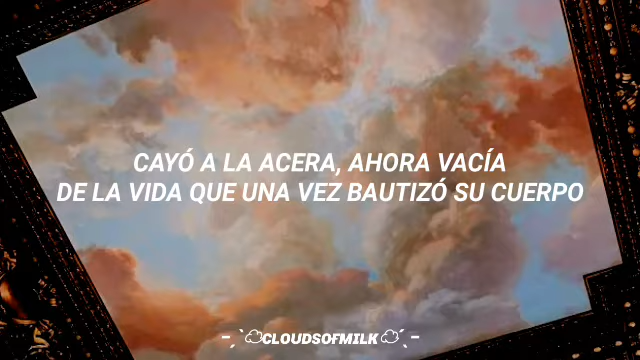 CAYÓ A LA ACERA, AHORA VACÍA
DE LA VIDA QUE UNA VEZ BAUTIZÓ SU CUERPO
CLOUDSOFMILK